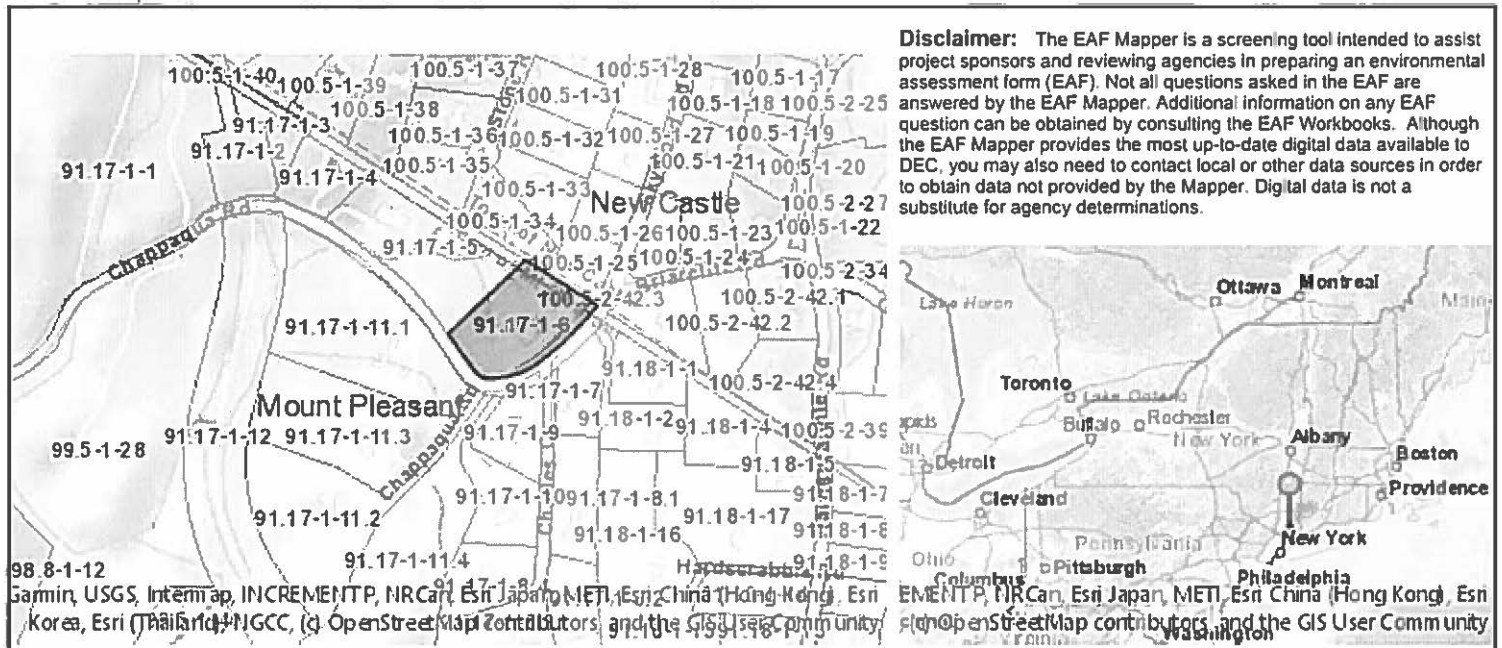 Disclaimer: The EAF Mapper is a screening tool intended to assist
project sponsors and reviewing agencies in preparing an environmental
assessment form (EAF). Not all questions asked in the EAF are
answered by the EAF Mapper. Additional information on any EAF
question can be obtained by consulting the EAF Workbooks. Although
the EAF Mapper provides the most up-to-date digital data available to
DEC, you may also need to contact local or other data sources in order
to obtain data not provided by the Mapper. Digital data is not a
substitute for agency determinations.
100.5-1-40
100.5-1-39
100.5-1-37
100.5-1-28
100.5-1-17
100.5-1-31
100.5-1-38
100.5-1-18
100.5-2-25
91.17-1-3
100.5-1-36
100.5-1-32
100.5-1-27
100.5-1-19
91.17-1-2
100.5-1-35
100.5-1-21
100.5-1-20
91.17-1-1
91.17-1-4
100.5-1-33
New Castle
100.5-2-27
100.5-1-34
100.5-1-26
100.5-1-23
100.5-1-22
91.17-1-5
100.5-1-25
100.5-1-24
100.5-2-34
Chappaqua Rd
100.5-2-42.3
100.5-2-42.1
91.17-1-11.1
91.17-1-6
100.5-2-42.2
91.18-1-1
91.17-1-7
100.5-2-42.4
Mount Pleasant
91.18-1-2
91.18-1-4
100.5-2-39
99.5-1-28
91.17-1-12
91.17-1-11.3
91.17-1-9
91.18-1-5
Chappaqua Rd
91.17-1-10
91.17-1-8.1
91.18-1-7
91.17-1-11.2
91.18-1-17
91.18-1-8
91.18-1-16
91.17-1-11.4
91.18-1-9
98.8-1-12
Garmin, USGS, Intermap, INCREMENT P, NRCan, Esri Japan, METI, Esri China (Hong Kong), Esri
Korea, Esri (Thailand), NGCC, (c) OpenStreetMap contributors, and the GIS User Community
Ottawa
Montreal
Lake Huron
Toronto
Lake Ontario
Rochester
Buffalo
New York
Albany
Boston
Detroit
Providence
Cleveland
New York
Pennsylvania
Ohio
Columbus
Pittsburgh
Philadelphia
EMENT P, NRCan, Esri Japan, METI, Esri China (Hong Kong), Esri
(c) OpenStreetMap contributors, and the GIS User Community
Virginia
Washington